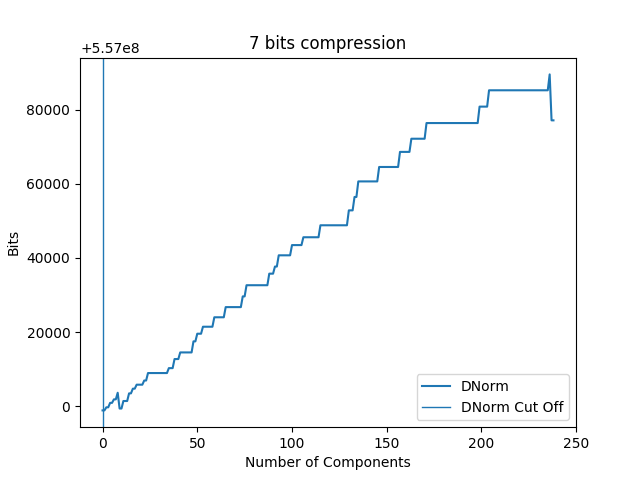 7 bits compression
+5.57e8
80000
60000
40000
20000
0
Bits
0 50 100 150 200 250
Number of Components
DNorm
DNorm Cut Off